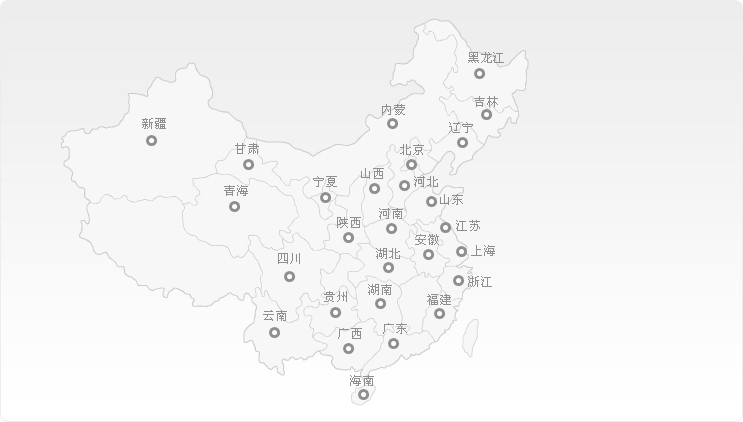 黑龙江
吉林
内蒙
新疆
辽宁
甘肃
北京
山西
宁夏
河北
青海
山东
河南
陕西
江苏
安徽
上海
湖北
四川
浙江
湖南
贵州
福建
云南
广东
广西
海南